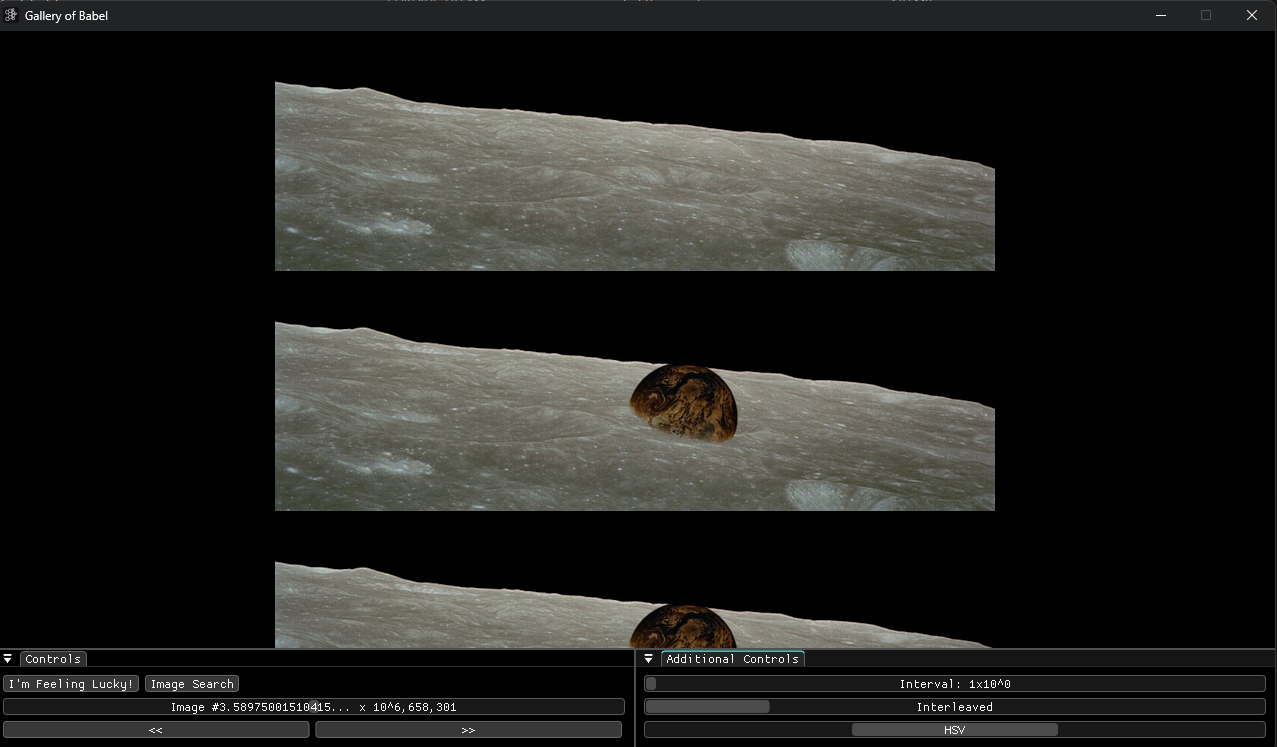 Gallery of Babel
Controls
I'm Feeling Lucky! Image Search
Image #3.58975001510415... x 10^6,658,301
<< >>
Additional Controls
Interval: 1x10^0
Interleaved
HSV